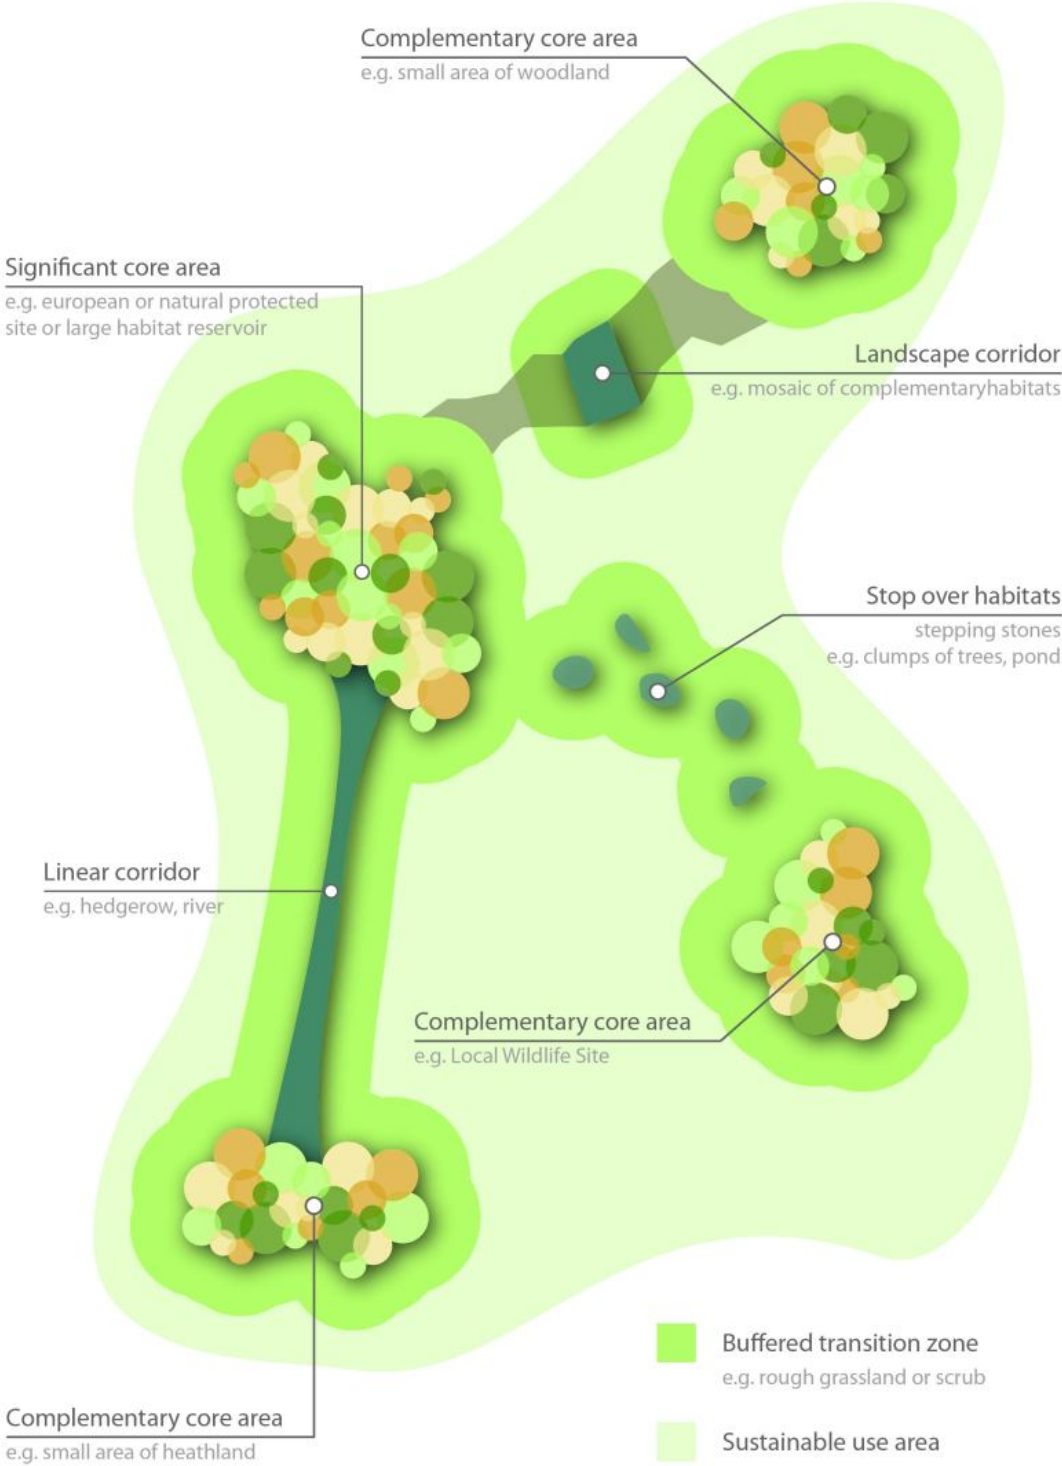 Complementary core area
e.g. small area of woodland
Significant core area
e.g. european or natural protected
site or large habitat reservoir
Landscape corridor
e.g. mosaic of complementaryhabitats
Stop over habitats
stepping stones
e.g. clumps of trees, pond
Linear corridor
e.g. hedgerow, river
Complementary core area
e.g. Local Wildlife Site
Buffered transition zone
e.g. rough grassland or scrub
Complementary core area
e.g. small area of heathland
Sustainable use area